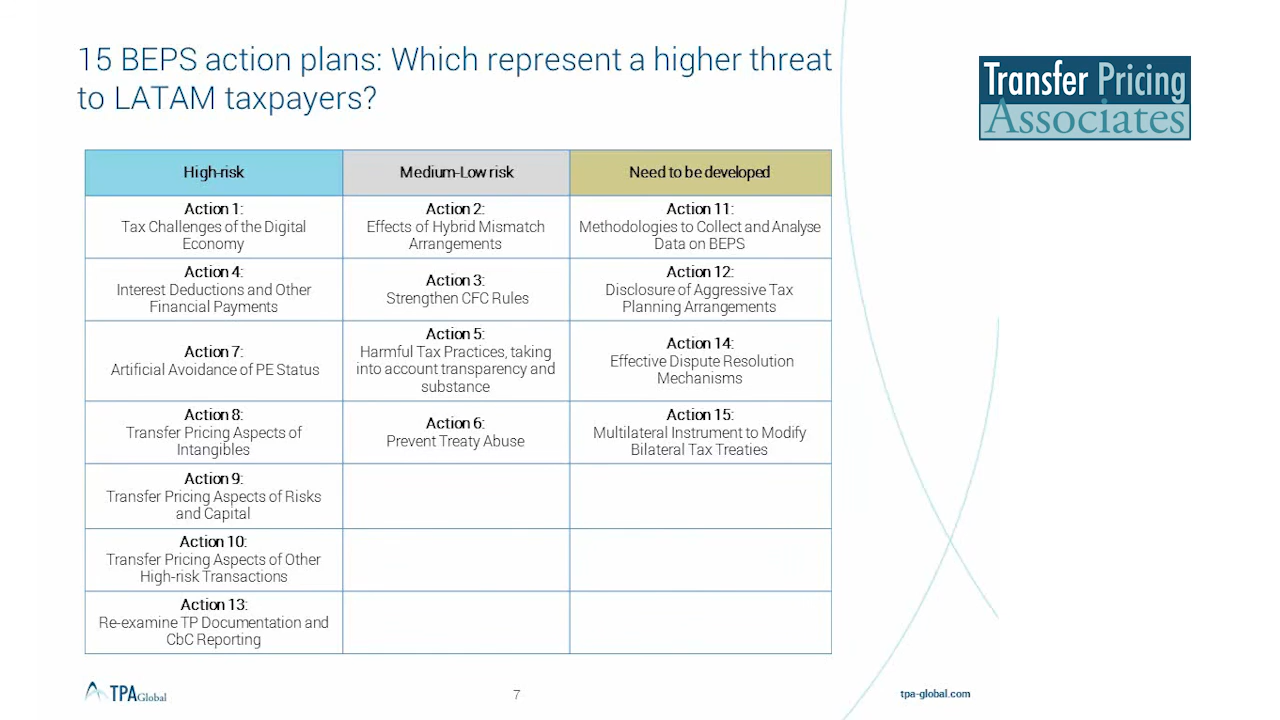 15 BEPS action plans: Which represent a higher threat
to LATAM taxpayers?
Transfer Pricing
Associates
High-risk
Medium-Low risk
Need to be developed
Action 1:
Tax Challenges of the Digital
Economy
Action 2:
Effects of Hybrid Mismatch
Arrangements
Action 11:
Methodologies to Collect and Analyse
Data on BEPS
Action 4:
Interest Deductions and Other
Financial Payments
Action 3:
Strengthen CFC Rules
Action 12:
Disclosure of Aggressive Tax
Planning Arrangements
Action 7:
Artificial Avoidance of PE Status
Action 5:
Harmful Tax Practices, taking
into account transparency and
substance
Action 14:
Effective Dispute Resolution
Mechanisms
Action 8:
Transfer Pricing Aspects of
Intangibles
Action 6:
Prevent Treaty Abuse
Action 15:
Multilateral Instrument to Modify
Bilateral Tax Treaties
Action 9:
Transfer Pricing Aspects of Risks
and Capital
Action 10:
Transfer Pricing Aspects of Other
High-risk Transactions
Action 13:
Re-examine TP Documentation and
CbC Reporting
TPA Global
7
tpa-global.com